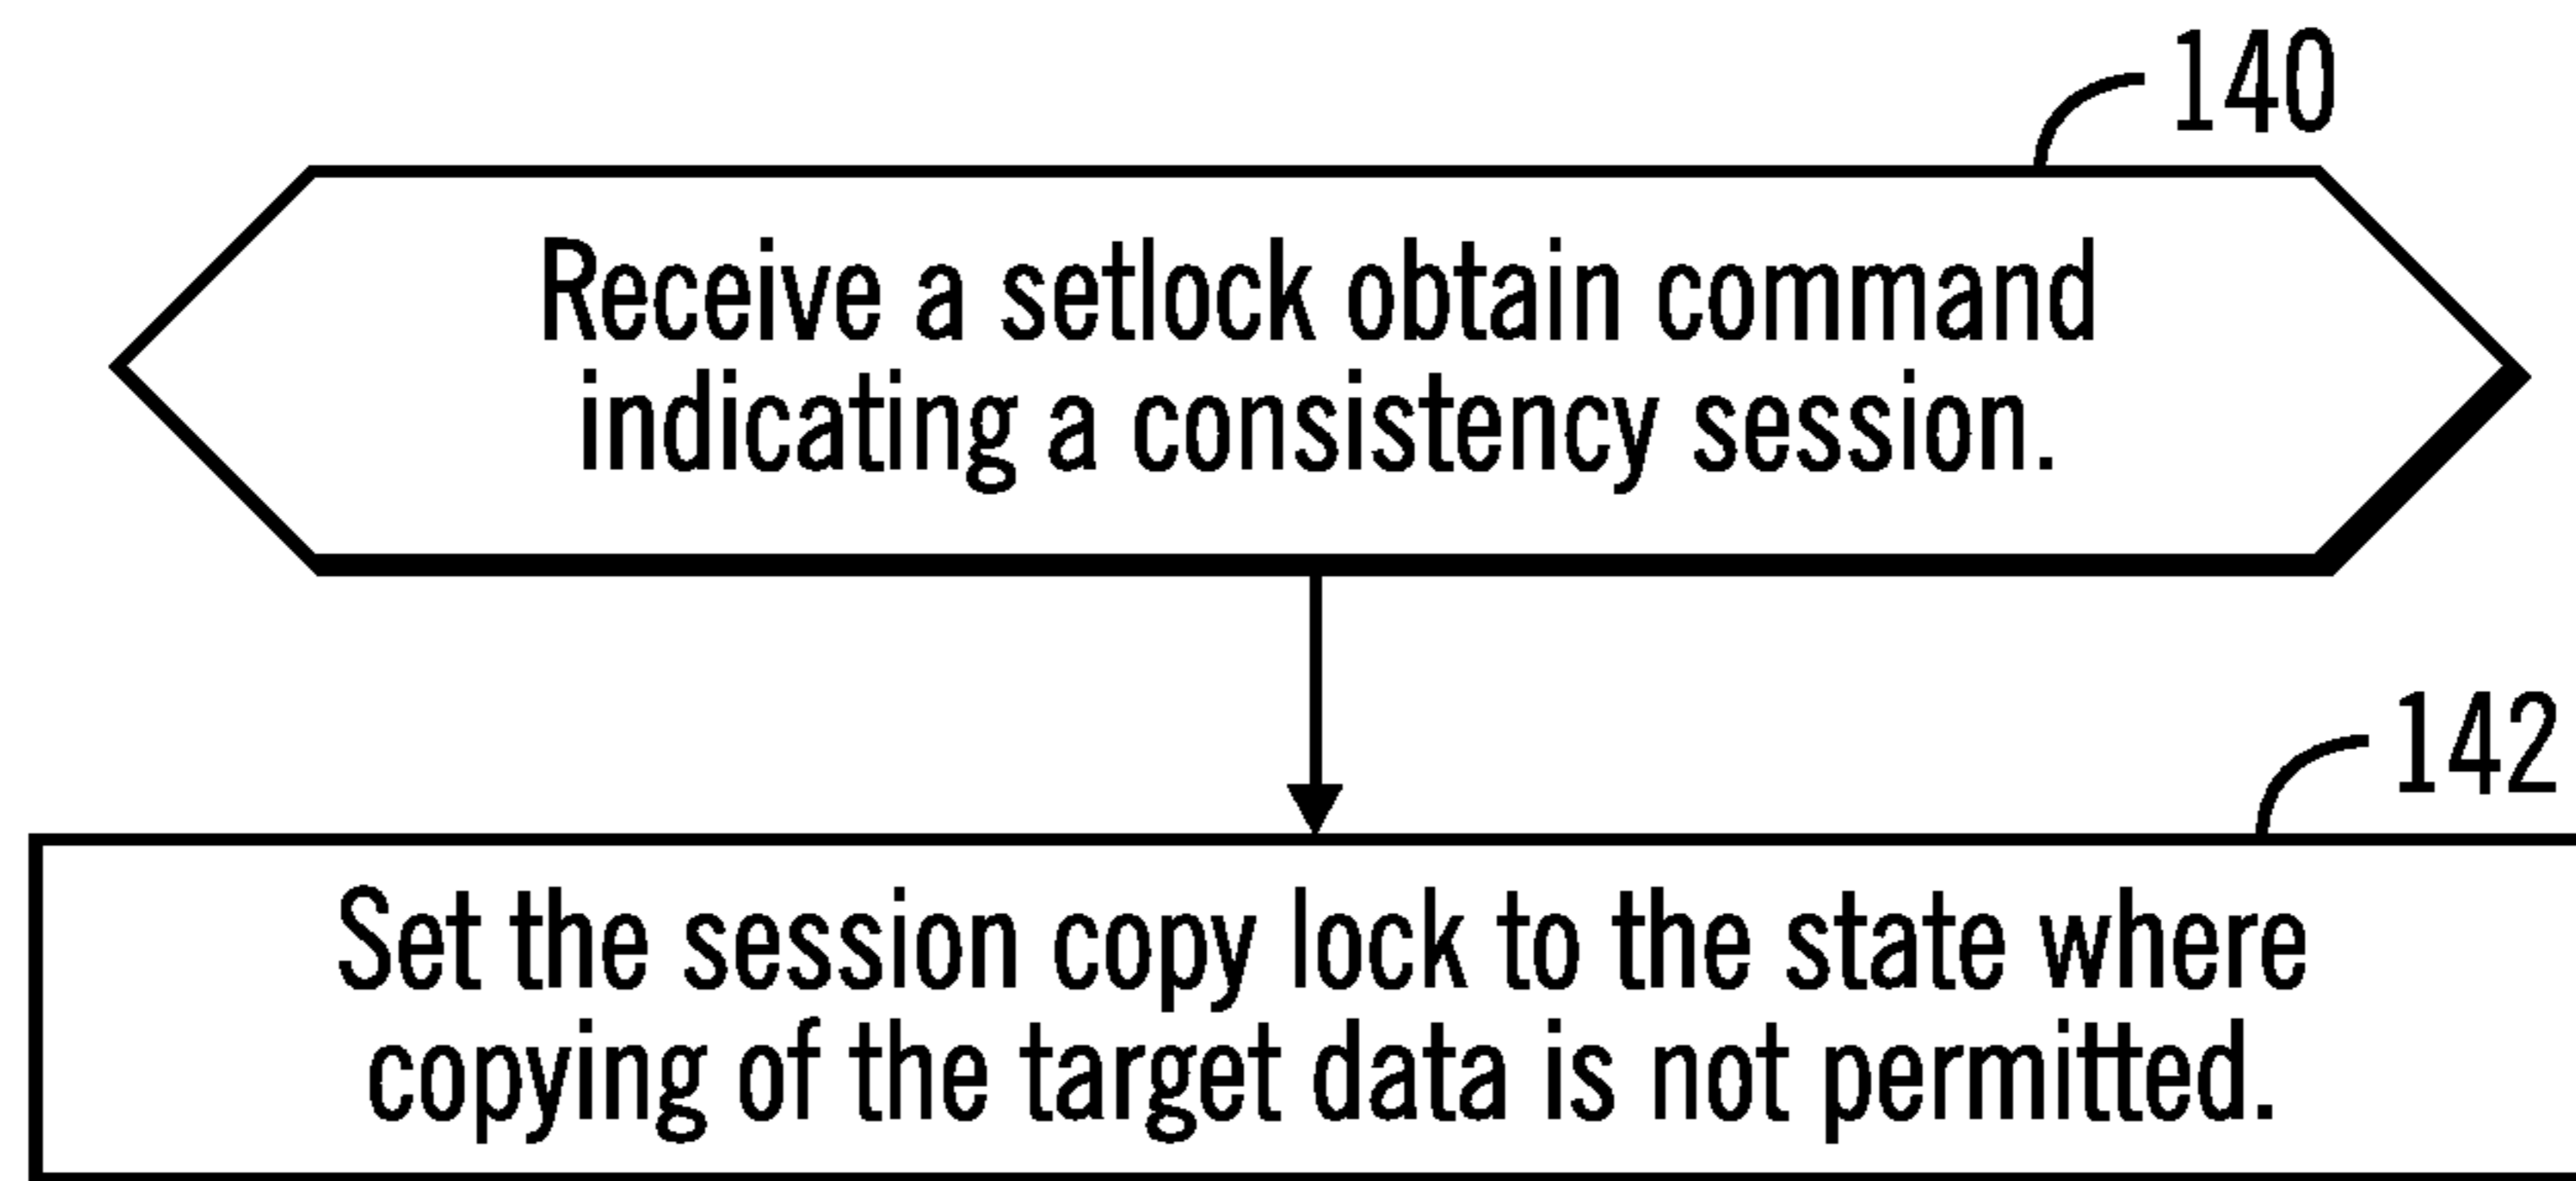 140
Receive a setlock obtain command
indicating a consistency session.
142
Set the session copy lock to the state where
copying of the target data is not permitted.